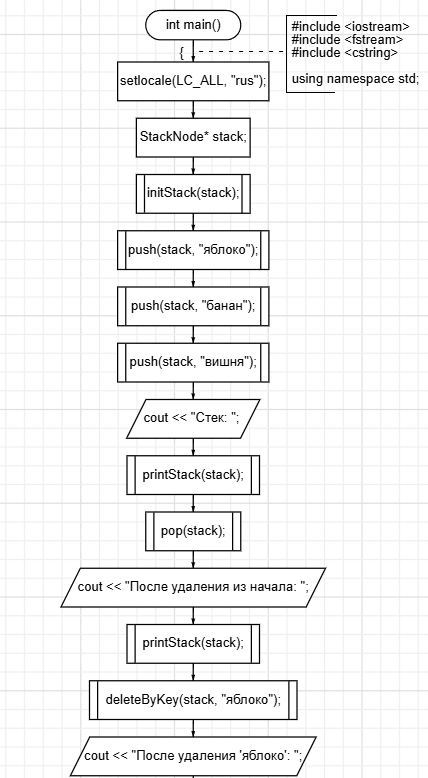 int main()
#include <iostream>
#include <fstream>
#include <cstring>
using namespace std;
{
setlocale(LC_ALL, "rus");
StackNode* stack;
initStack(stack);
push(stack, "яблоко");
push(stack, "банан");
push(stack, "вишня");
cout << "Стек: ";
printStack(stack);
pop(stack);
cout << "После удаления из начала: ";
printStack(stack);
deleteByKey(stack, "яблоко");
cout << "После удаления 'яблоко': ";